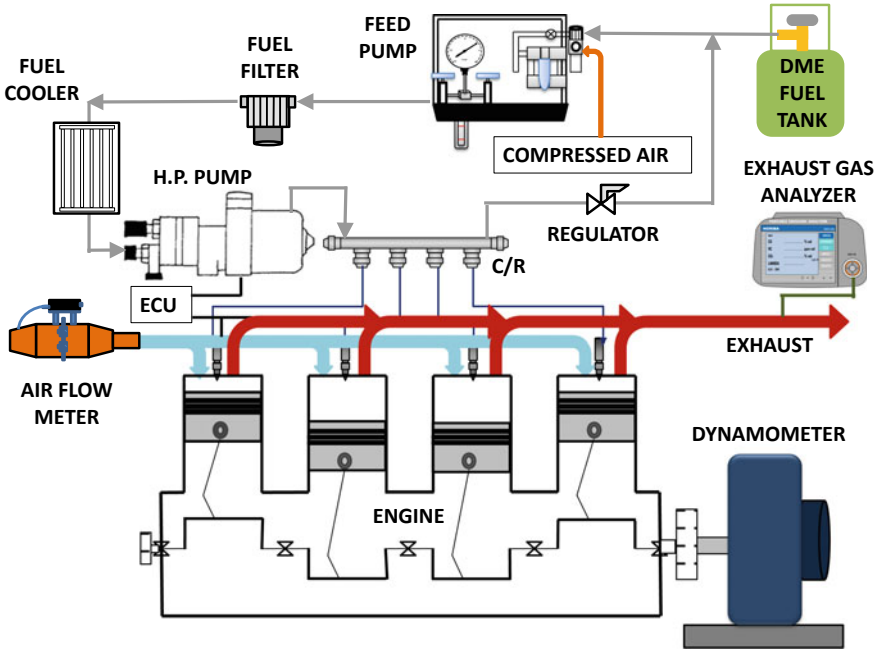 FEED
PUMP
FUEL
FILTER
FUEL
COOLER
DME
FUEL
TANK
COMPRESSED AIR
EXHAUST GAS
ANALYZER
H.P. PUMP
REGULATOR
C/R
ECU
EXHAUST
AIR FLOW
METER
DYNAMOMETER
ENGINE